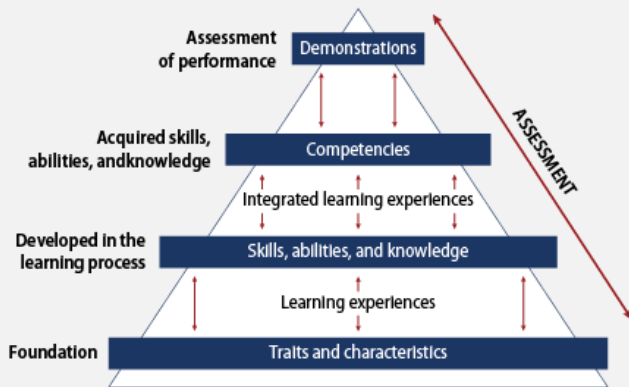 Assessment
of performance
Demonstrations
ASSESSMENT
Acquired skills,
abilities, andknowledge
Competencies
Integrated learning experiences
Developed in the
learning process
Skills, abilities, and knowledge
Learning experiences
Foundation
Traits and characteristics